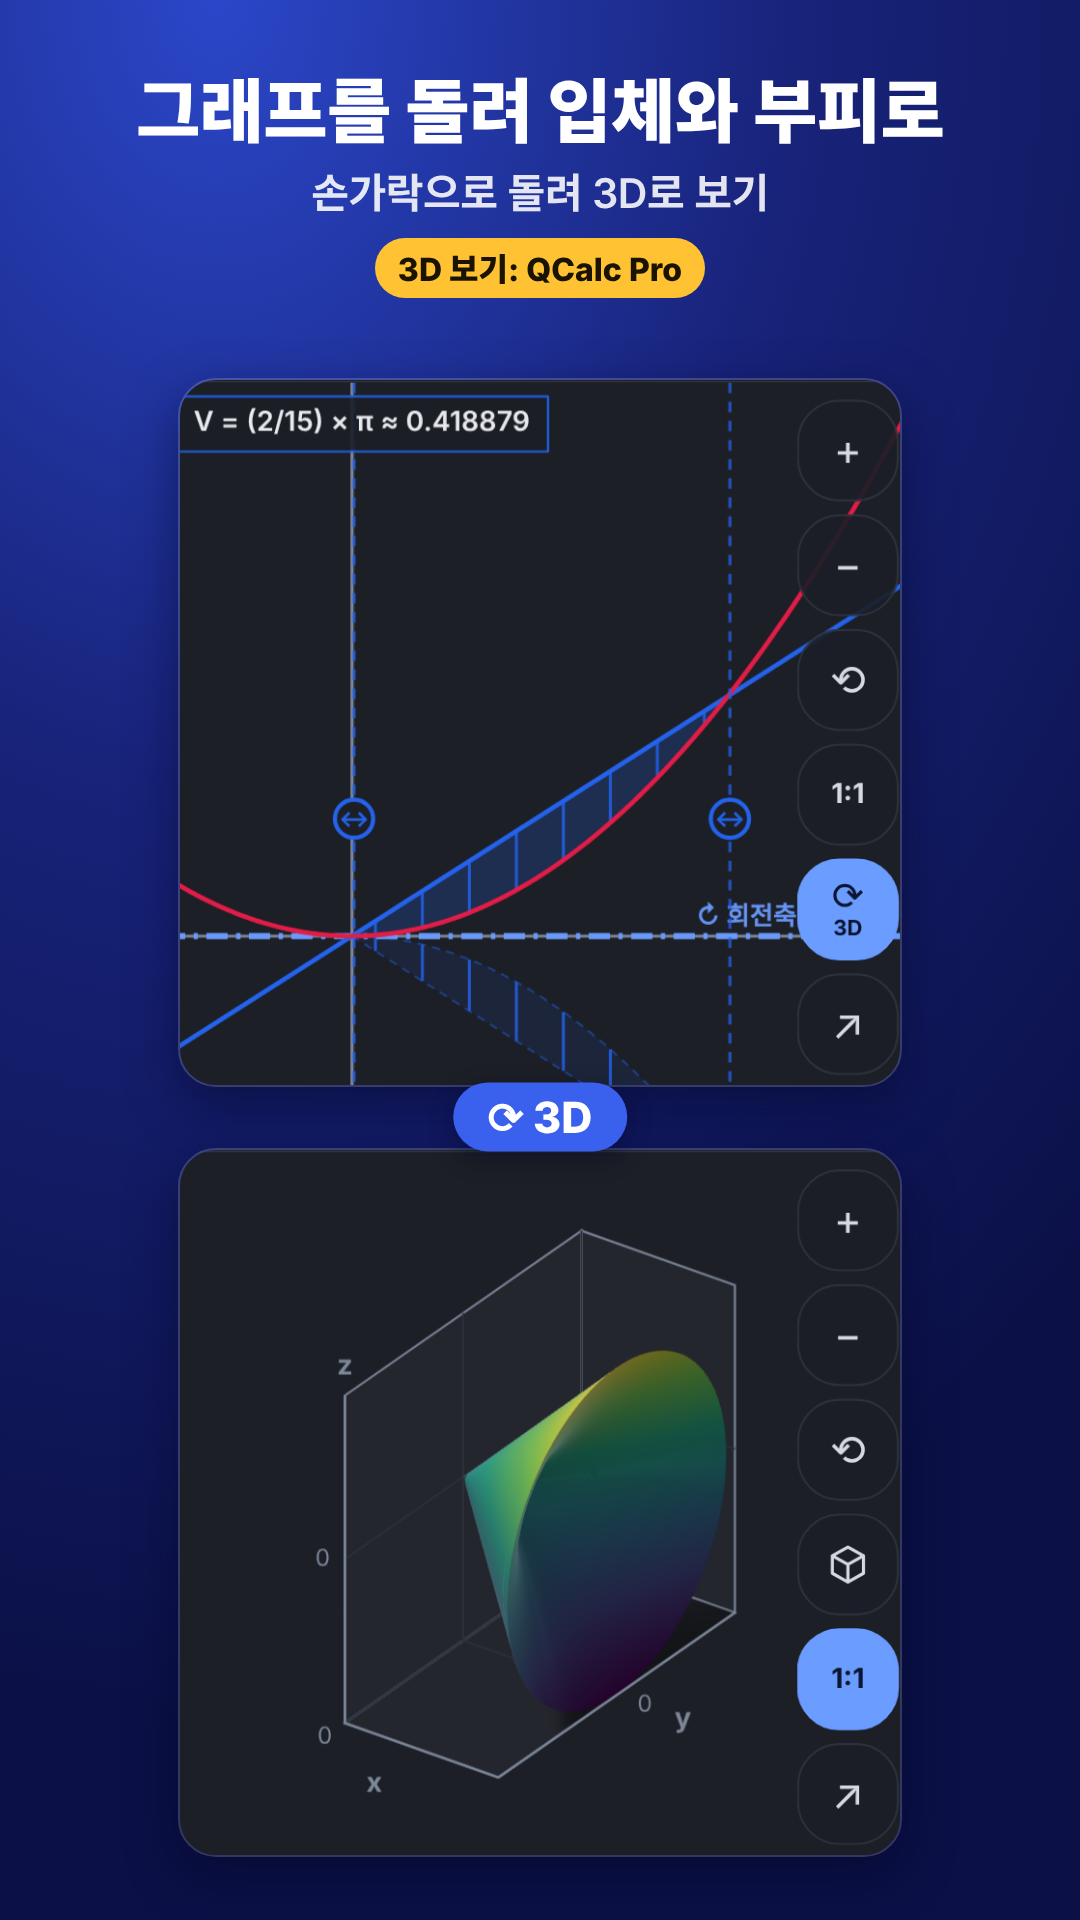 그래프를 돌려 입체와 부피로
손가락으로 돌려 3D로 보기
3D 보기: QCalc Pro
V = (2/15) × π ≈ 0.418879
+
−
⟲
1:1
↻ 회전축
⟳
3D
↗
⟳ 3D
+
−
⟲
z
0
1:1
0
y
0
x
↗